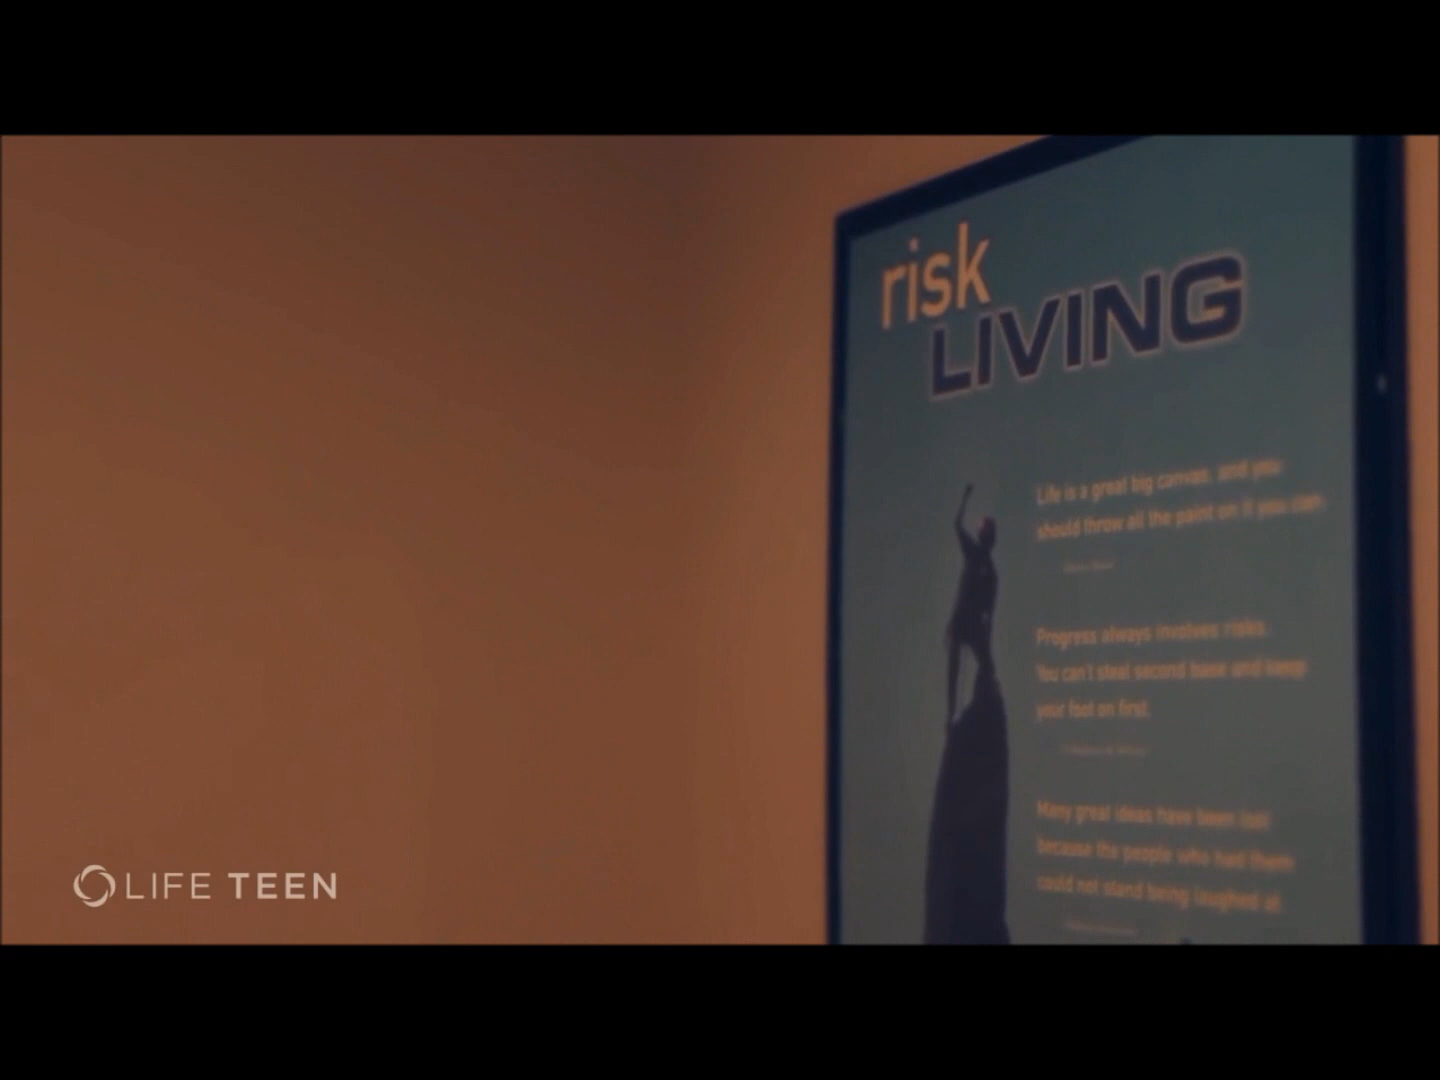 risk
LIVING
Life is a great big canvas, and you
should throw all the paint on it you can.
Progress always involves risks.
You can't steal second base and keep
your foot on first.
Many great ideas have been lost
because the people who had them
could not stand being laughed at.
LIFE TEEN